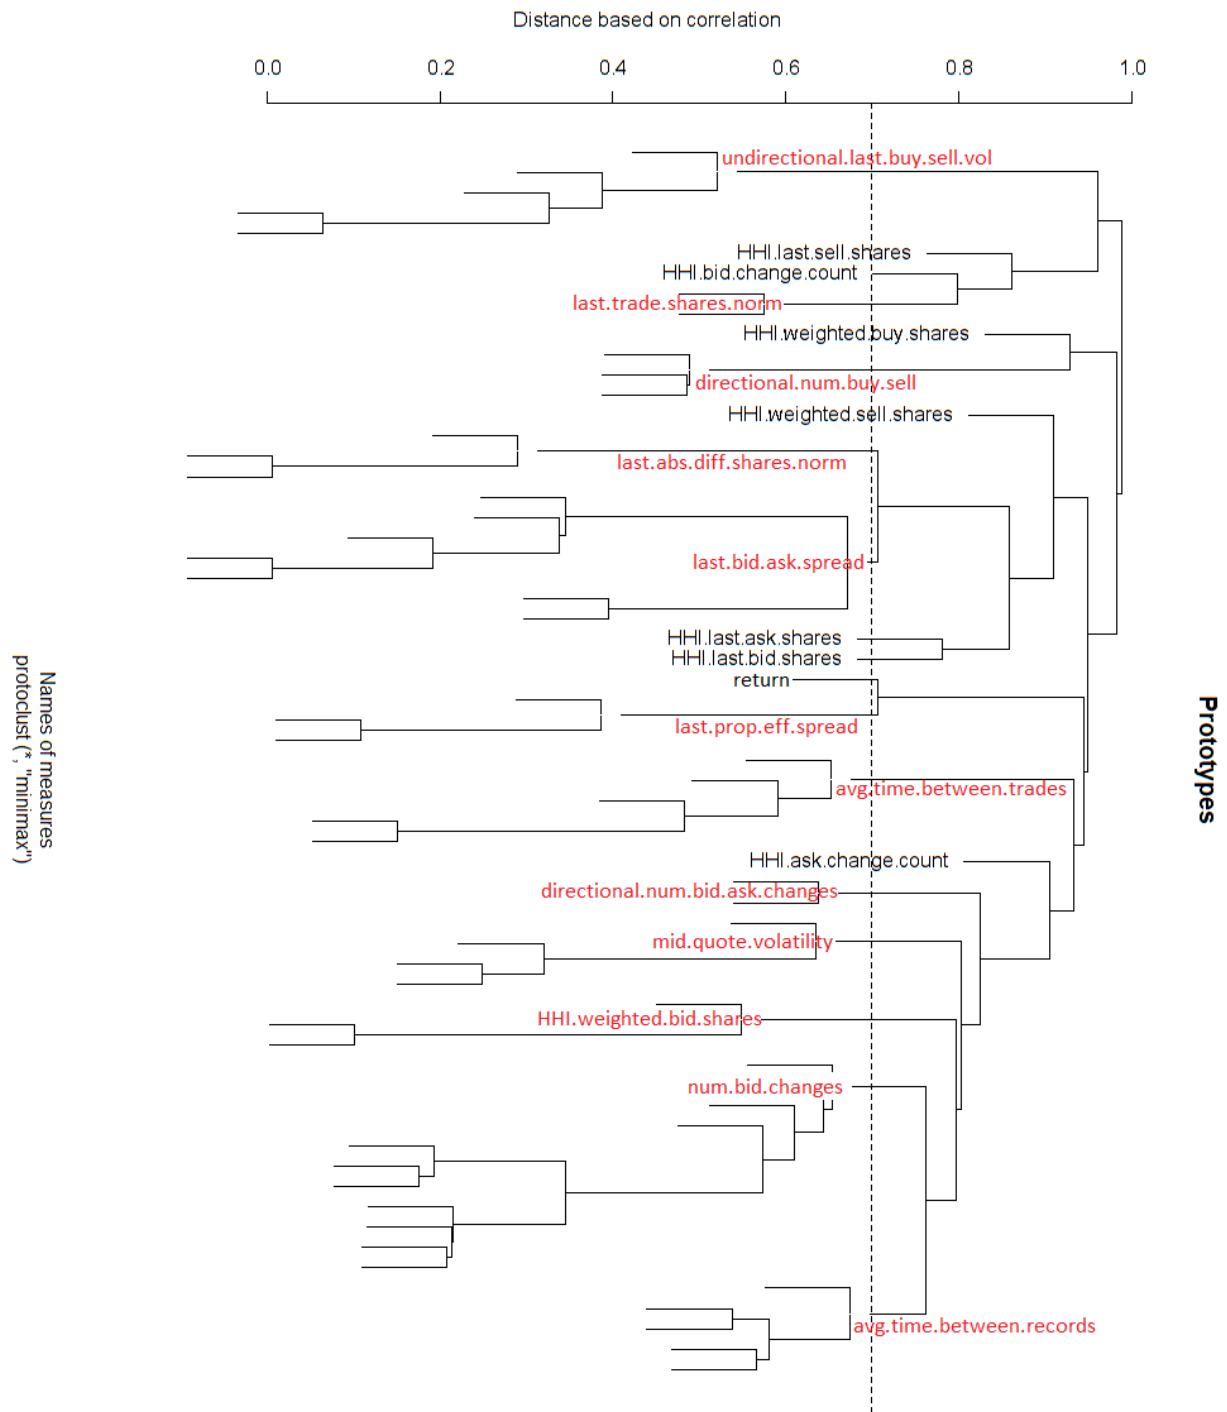 Distance based on correlation
0.0 0.2 0.4 0.6 0.8 1.0
undirectional.last.buy.sell.vol
HHI.last.sell.shares
HHI.bid.change.count
last.trade.shares.norm
HHI.weighted.buy.shares
directional.num.buy.sell
HHI.weighted.sell.shares
last.abs.diff.shares.norm
last.bid.ask.spread
HHI.last.ask.shares
HHI.last.bid.shares
return
last.prop.eff.spread
avg.time.between.trades
HHI.ask.change.count
directional.num.bid.ask.changes
mid.quote.volatility
HHI.weighted.bid.shares
num.bid.changes
avg.time.between.records
Names of measures
protoclust (*, "minimax")
Prototypes